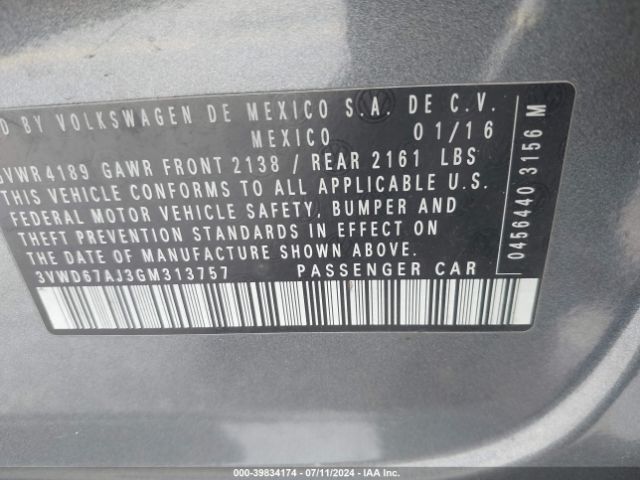 D BY VOLKSWAGEN DE MEXICO S.A. DE C.V.
MEXICO 01/16
GVWR 4189 GAWR FRONT 2138 / REAR 2161 LBS
THIS VEHICLE CONFORMS TO ALL APPLICABLE U.S.
FEDERAL MOTOR VEHICLE SAFETY, BUMPER AND
THEFT PREVENTION STANDARDS IN EFFECT ON
THE DATE OF MANUFACTURE SHOWN ABOVE.
3VWD67AJ3GM313757 PASSENGER CAR
0456440 3156 M
000-39834174 / 07/11/2024 - IAA Inc.